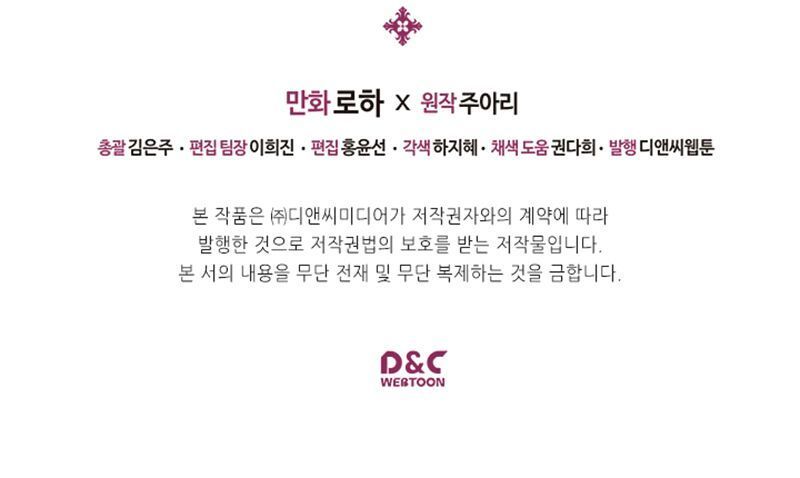 만화 로하 X 원작 주아리
총괄 김은주 · 편집 팀장 이희진 · 편집 홍윤선 · 각색 하지혜 · 채색 도움 권다희 · 발행 디앤씨웹툰
본 작품은 ㈜디앤씨미디어가 저작권자와의 계약에 따라
발행한 것으로 저작권법의 보호를 받는 저작물입니다.
본 서의 내용을 무단 전재 및 무단 복제하는 것을 금합니다.
D&C
WEBTOON